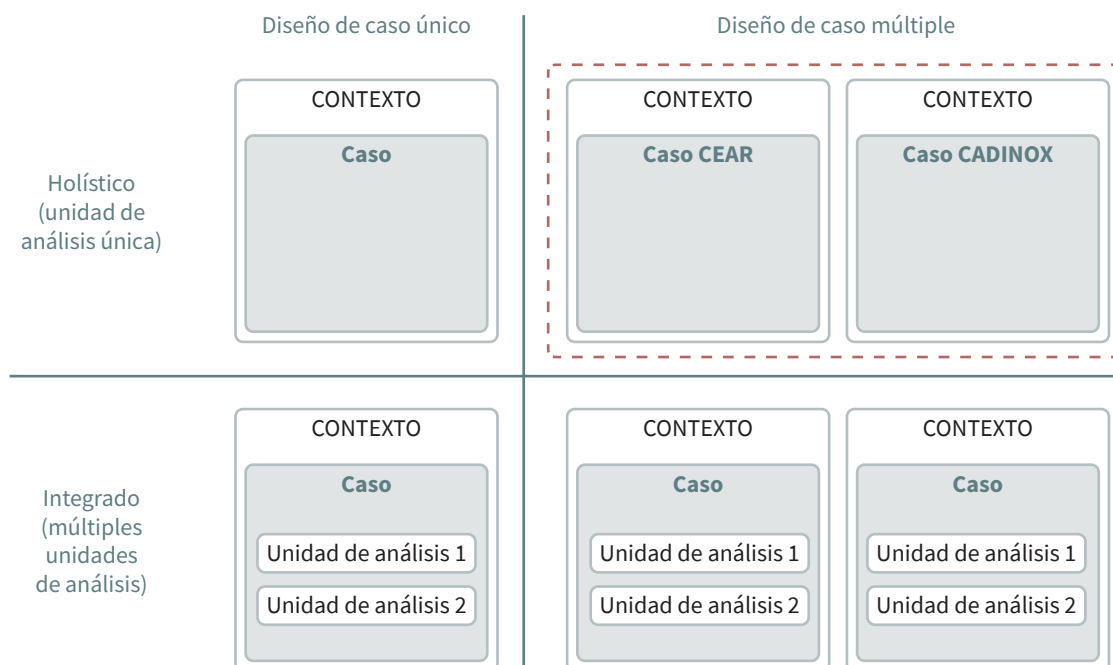 Diseño de caso único
Diseño de caso múltiple
Holístico
(unidad de
análisis única)
CONTEXTO
Caso
CONTEXTO
Caso CEAR
CONTEXTO
Caso CADINOX
Integrado
(múltiples
unidades
de análisis)
CONTEXTO
Caso
Unidad de análisis 1
Unidad de análisis 2
CONTEXTO
Caso
Unidad de análisis 1
Unidad de análisis 2
CONTEXTO
Caso
Unidad de análisis 1
Unidad de análisis 2